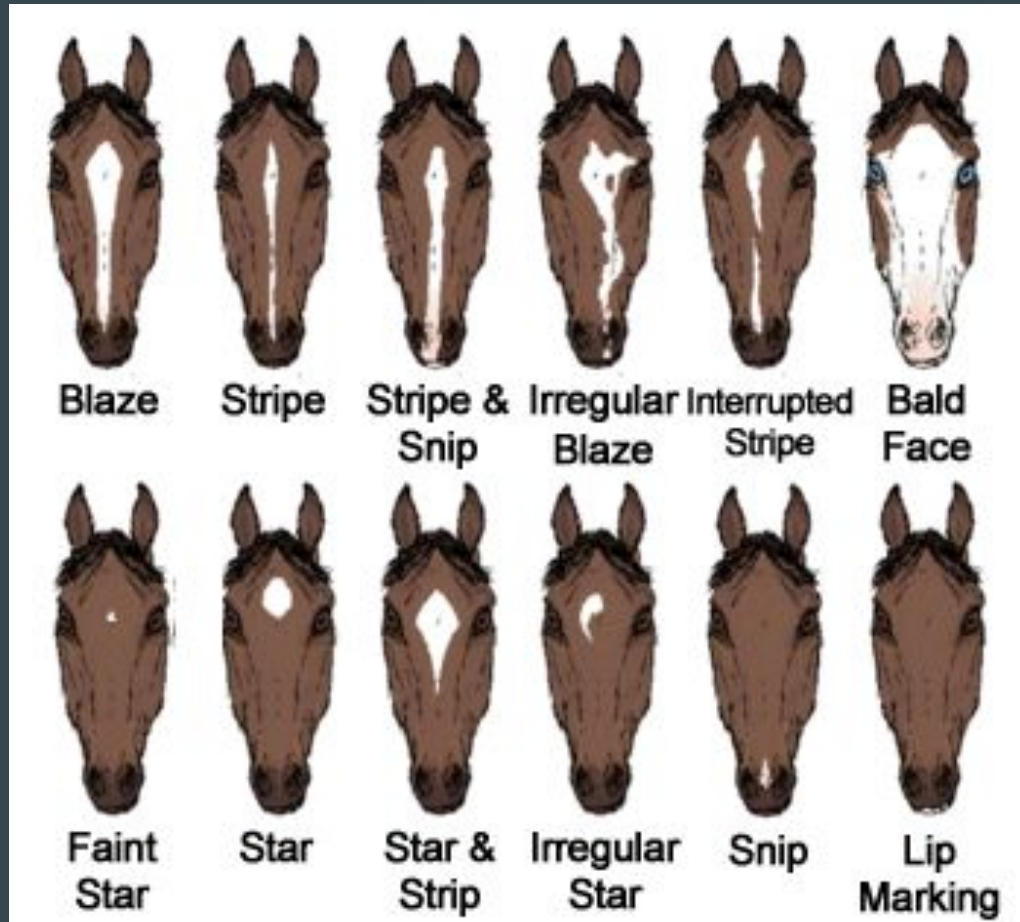 Blaze
Stripe
Stripe &
Snip
Irregular
Blaze
Interrupted
Stripe
Bald
Face
Faint
Star
Star
Star &
Strip
Irregular
Star
Snip
Lip
Marking